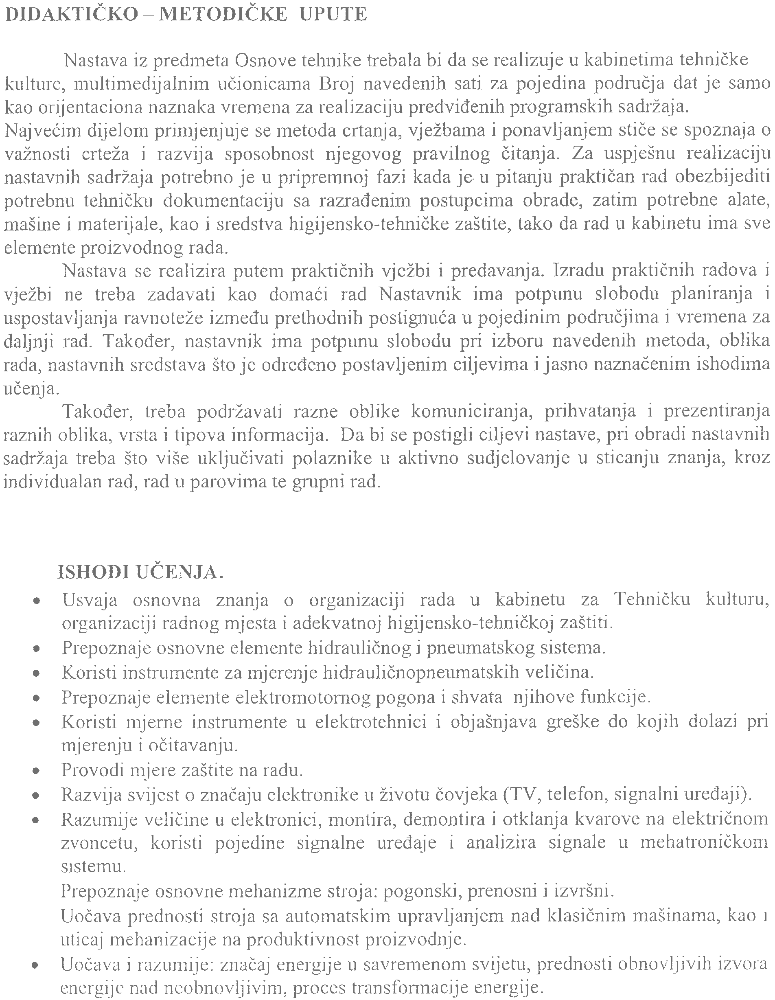 DIDAKTIČKO – METODIČKE UPUTE
Nastava iz predmeta Osnove tehnike trebala bi da se realizuje u kabinetima tehničke
kulture, multimedijalnim učionicama Broj navedenih sati za pojedina područja dat je samo
kao orijentaciona naznaka vremena za realizaciju predviđenih programskih sadržaja.
Najvećim dijelom primjenjuje se metoda crtanja, vježbama i ponavljanjem stiče se spoznaja o
važnosti crteža i razvija sposobnost njegovog pravilnog čitanja. Za uspješnu realizaciju
nastavnih sadržaja potrebno je u pripremnoj fazi kada je u pitanju praktičan rad obezbijediti
potrebnu tehničku dokumentaciju sa razrađenim postupcima obrade, zatim potrebne alate,
mašine i materijale, kao i sredstva higijensko-tehničke zaštite, tako da rad u kabinetu ima sve
elemente proizvodnog rada.
Nastava se realizira putem praktičnih vježbi i predavanja. Izradu praktičnih radova i
vježbi ne treba zadavati kao domaći rad Nastavnik ima potpunu slobodu planiranja i
uspostavljanja ravnoteže između prethodnih postignuća u pojedinim područjima i vremena za
daljnji rad. Također, nastavnik ima potpunu slobodu pri izboru navedenih metoda, oblika
rada, nastavnih sredstava što je određeno postavljenim ciljevima i jasno naznačenim ishodima
učenja.
Također, treba podržavati razne oblike komuniciranja, prihvatanja i prezentiranja
raznih oblika, vrsta i tipova informacija. Da bi se postigli ciljevi nastave, pri obradi nastavnih
sadržaja treba što više uključivati polaznike u aktivno sudjelovanje u sticanju znanja, kroz
individualan rad, rad u parovima te grupni rad.
ISHODI UČENJA.
• Usvaja osnovna znanja o organizaciji rada u kabinetu za Tehničku kulturu,
organizaciji radnog mjesta i adekvatnoj higijensko-tehničkoj zaštiti.
• Prepoznaje osnovne elemente hidrauličnog i pneumatskog sistema.
• Koristi instrumente za mjerenje hidrauličnopneumatskih veličina.
• Prepoznaje elemente elektromotornog pogona i shvata njihove funkcije.
• Koristi mjerne instrumente u elektrotehnici i objašnjava greške do kojih dolazi pri
mjerenju i očitavanju.
• Provodi mjere zaštite na radu.
• Razvija svijest o značaju elektronike u životu čovjeka (TV, telefon, signalni uređaji).
• Razumije veličine u elektronici, montira, demontira i otklanja kvarove na električnom
zvoncetu, koristi pojedine signalne uređaje i analizira signale u mehatroničkom
sistemu.
Prepoznaje osnovne mehanizme stroja: pogonski, prenosni i izvršni.
Uočava prednosti stroja sa automatskim upravljanjem nad klasičnim mašinama, kao i
uticaj mehanizacije na produktivnost proizvodnje.
• Uočava i razumije: značaj energije u savremenom svijetu, prednosti obnovljivih izvora
energije nad neobnovljivim, proces transformacije energije.